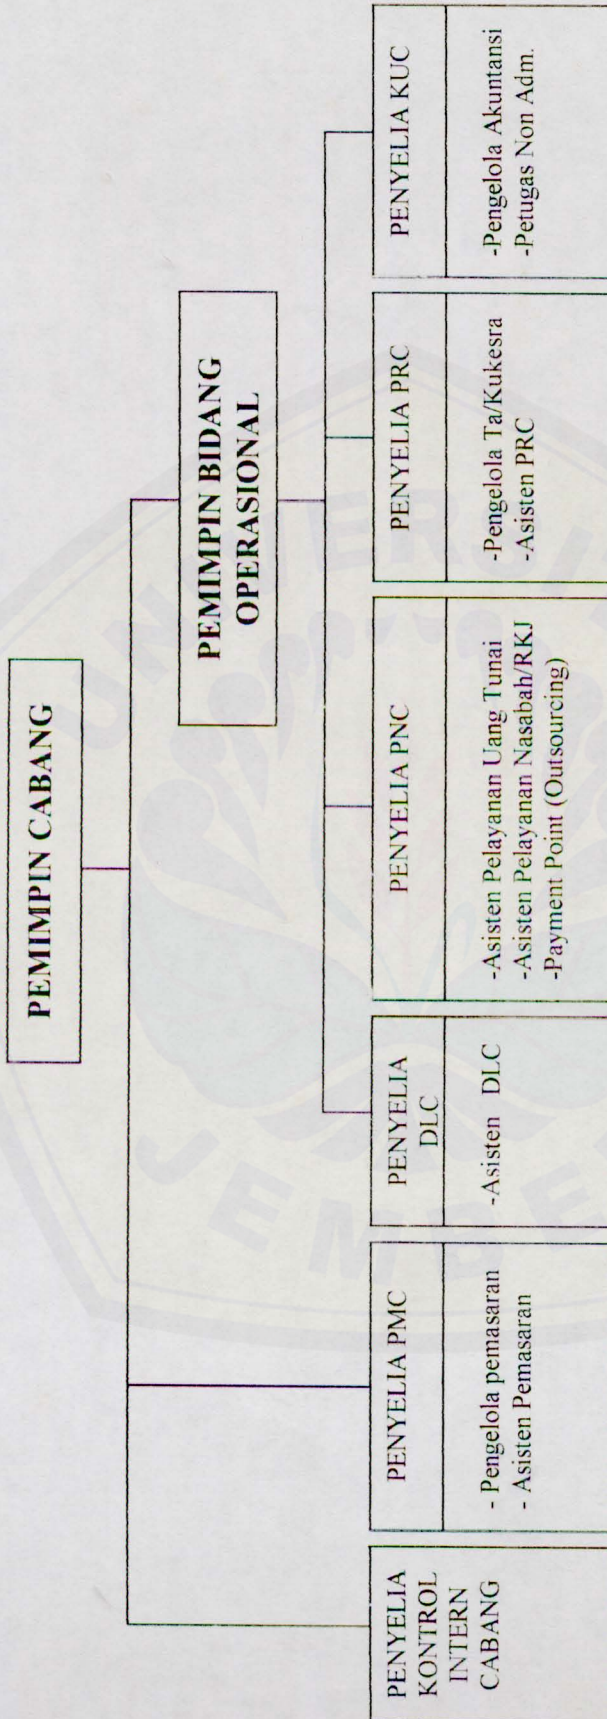 PEMIMPIN CABANG
PEMIMPIN BIDANG
OPERASIONAL
PENYELIA
KONTROL
INTERN
CABANG
PENYELIA PMC
- Pengelola pemasaran
- Asisten Pemasaran
PENYELIA
DLC
-Asisten DLC
PENYELIA PNC
-Asisten Pelayanan Uang Tunai
-Asisten Pelayanan Nasabah/RKJ
-Payment Point (Outsourcing)
PENYELIA PRC
-Pengelola Ta/Kukesra
-Asisten PRC
PENYELIA KUC
-Pengelola Akuntansi
-Petugas Non Adm.